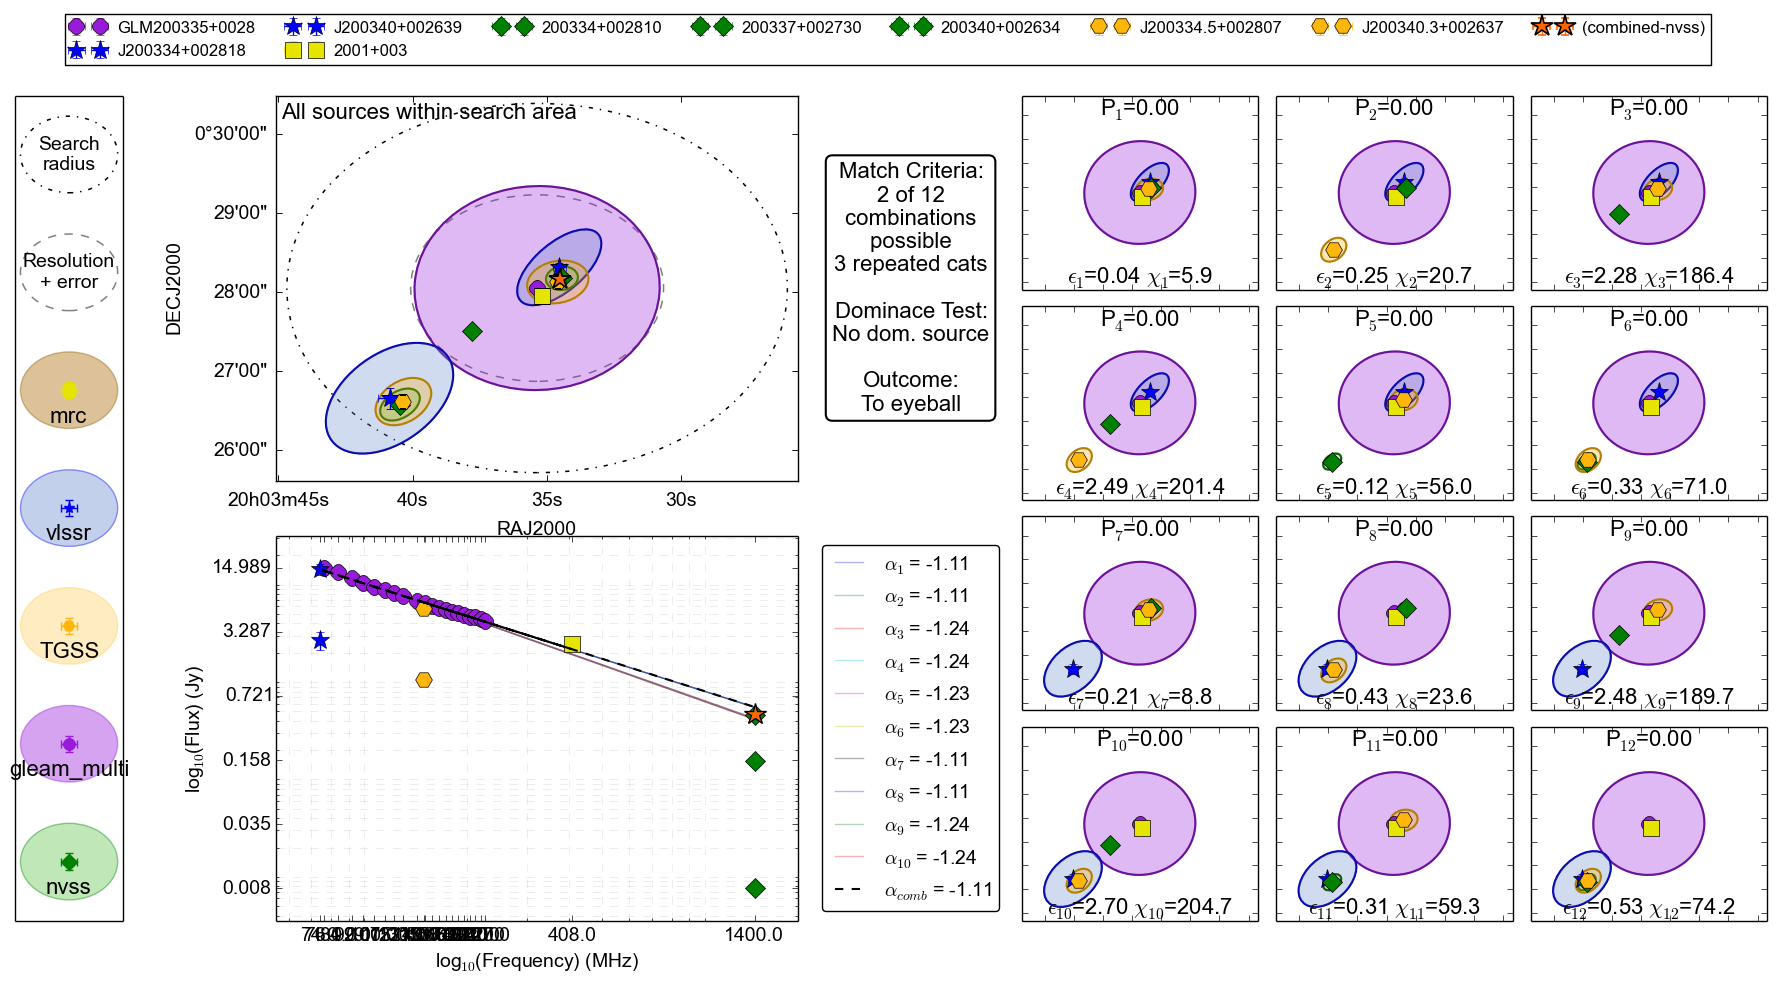 GLM200335+0028 J200340+002639 200334+002810 200337+002730 200340+002634 J200334.5+002807 J200340.3+002637 (combined-nvss)
J200334+002818 2001+003
Search
radius
Resolution
+ error
mrc
vlssr
TGSS
gleam_multi
nvss
All sources within search area
0°30'00"
29'00"
28'00"
27'00"
26'00"
DECJ2000
20h03m45s 40s 35s 30s
RAJ2000
Match Criteria:
2 of 12
combinations
possible
3 repeated cats
Dominace Test:
No dom. source
Outcome:
To eyeball
14.989
3.287
0.721
0.158
0.035
0.008
log₁₀(Flux) (Jy)
408.0 1400.0
log₁₀(Frequency) (MHz)
α₁ = -1.11
α₂ = -1.11
α₃ = -1.24
α₄ = -1.24
α₅ = -1.23
α₆ = -1.23
α₇ = -1.11
α₈ = -1.11
α₉ = -1.24
α₁₀ = -1.24
α_comb = -1.11
P₁=0.00
ϵ₁=0.04 χ₁=5.9
P₂=0.00
ϵ₂=0.25 χ₂=20.7
P₃=0.00
ϵ₃=2.28 χ₃=186.4
P₄=0.00
ϵ₄=2.49 χ₄=201.4
P₅=0.00
ϵ₅=0.12 χ₅=56.0
P₆=0.00
ϵ₆=0.33 χ₆=71.0
P₇=0.00
ϵ₇=0.21 χ₇=8.8
P₈=0.00
ϵ₈=0.43 χ₈=23.6
P₉=0.00
ϵ₉=2.48 χ₉=189.7
P₁₀=0.00
ϵ₁₀=2.70 χ₁₀=204.7
P₁₁=0.00
ϵ₁₁=0.31 χ₁₁=59.3
P₁₂=0.00
ϵ₁₂=0.53 χ₁₂=74.2